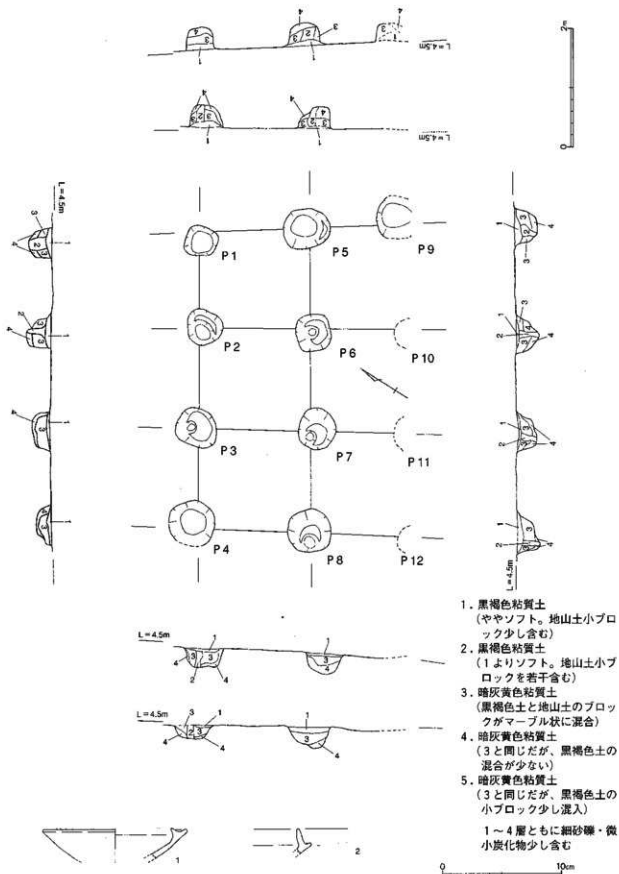 L=4.5m
L=4.5m
2m
0
L=4.5m
P1
P5
P9
P2
P6
P10
P3
P7
P11
P4
P8
P12
L=4.5m
L=4.5m
L=4.5m
1. 黒褐色粘質土
(ややソフト。地山土小ブロ
ック少し含む)
2. 黒褐色粘質土
(1よりソフト。地山土小ブ
ロックを若干含む)
3. 暗灰黄色粘質土
(黒褐色土と地山土のブロッ
クがマーブル状に混合)
4. 暗灰黄色粘質土
(3と同じだが、黒褐色土の
混合が少ない)
5. 暗灰黄色粘質土
(3と同じだが、黒褐色土の
小ブロック少し混入)
1~4層ともに細砂礫・微
小炭化物少し含む
1
2
0
10cm